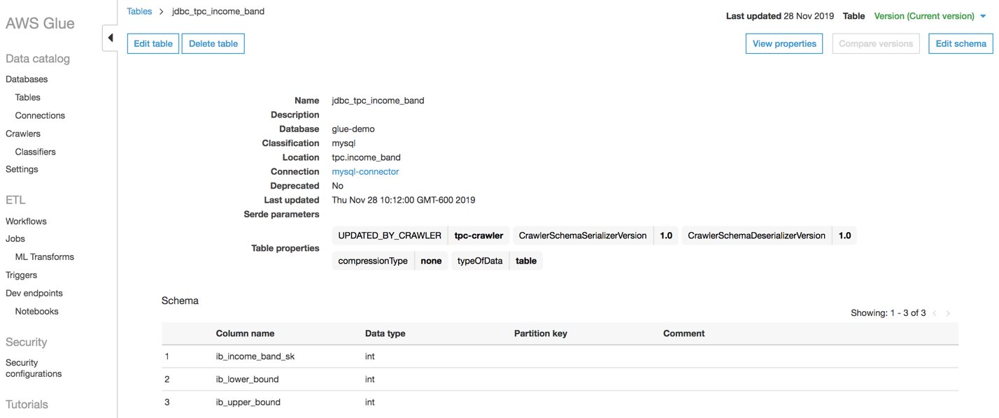 AWS Glue
Data catalog
Databases
Tables
Connections
Crawlers
Classifiers
Settings
ETL
Workflows
Jobs
ML Transforms
Triggers
Dev endpoints
Notebooks
Security
Security
configurations
Tutorials
Tables > jdbc_tpc_income_band
Last updated 28 Nov 2019 Table Version (Current version)
Edit table Delete table View properties Compare versions Edit schema
Name jdbc_tpc_income_band
Description
Database glue-demo
Classification mysql
Location tpc.income_band
Connection mysql-connector
Deprecated No
Last updated Thu Nov 28 10:12:00 GMT-600 2019
Serde parameters
Table properties
UPDATED_BY_CRAWLER tpc-crawler CrawlerSchemaSerializerVersion 1.0 CrawlerSchemaDeserializerVersion 1.0
compressionType none typeOfData table
Schema
Showing: 1 - 3 of 3 < >
Column name Data type Partition key Comment
1 ib_income_band_sk int
2 ib_lower_bound int
3 ib_upper_bound int